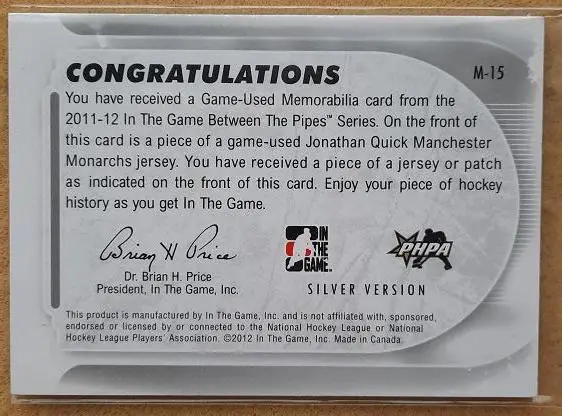 CONGRATULATIONS
M-15
You have received a Game-Used Memorabilia card from the
2011-12 In The Game Between The Pipes™ Series. On the front of
this card is a piece of a game-used Jonathan Quick Manchester
Monarchs jersey. You have received a piece of a jersey or patch
as indicated on the front of this card. Enjoy your piece of hockey
history as you get In The Game.
Brian H Price
Dr. Brian H. Price
President, In The Game, Inc.
IN
THE
GAME.
SILVER VERSION
PHPA
This product is manufactured by In The Game, Inc. and is not affiliated with, sponsored,
endorsed or licensed by or connected to the National Hockey League or National
Hockey League Players' Association. ©2012 In The Game, Inc. Made in Canada.